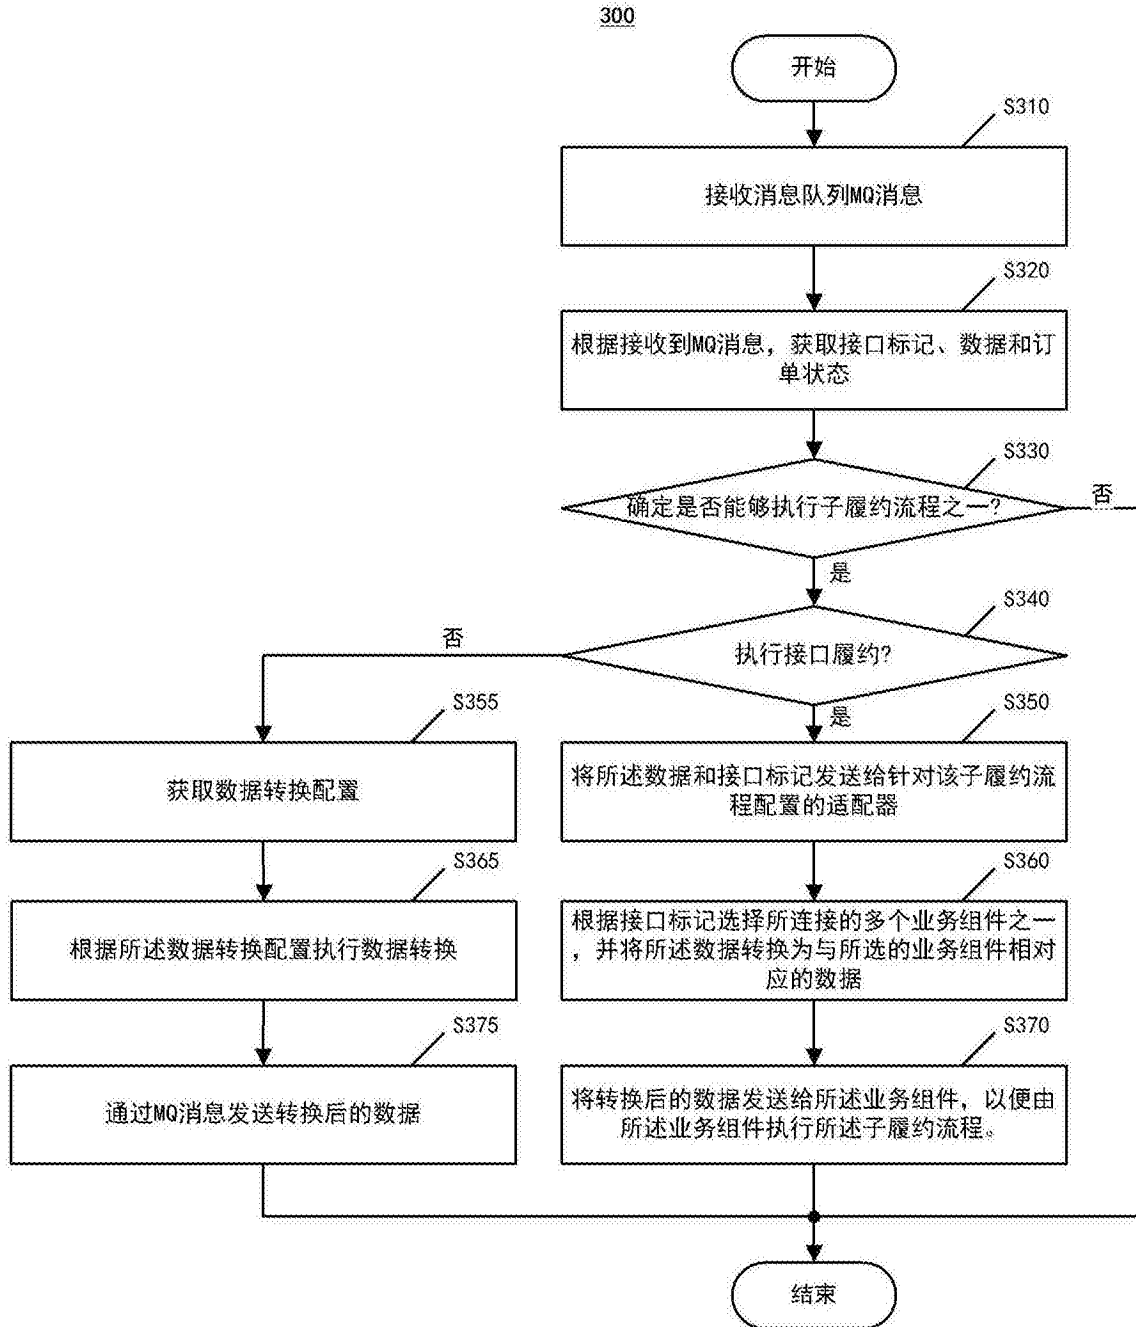 300
开始
S310
接收消息队列MQ消息
S320
根据接收到MQ消息，获取接口标记、数据和订
单状态
S330
确定是否能够执行子履约流程之一?
否
是
S340
执行接口履约?
否
是
S355
获取数据转换配置
S350
将所述数据和接口标记发送给针对该子履约流
程配置的适配器
S365
根据所述数据转换配置执行数据转换
S360
根据接口标记选择所连接的多个业务组件之一
，并将所述数据转换为与所选的业务组件相对
应的数据
S375
通过MQ消息发送转换后的数据
S370
将转换后的数据发送给所述业务组件，以便由
所述业务组件执行所述子履约流程。
结束